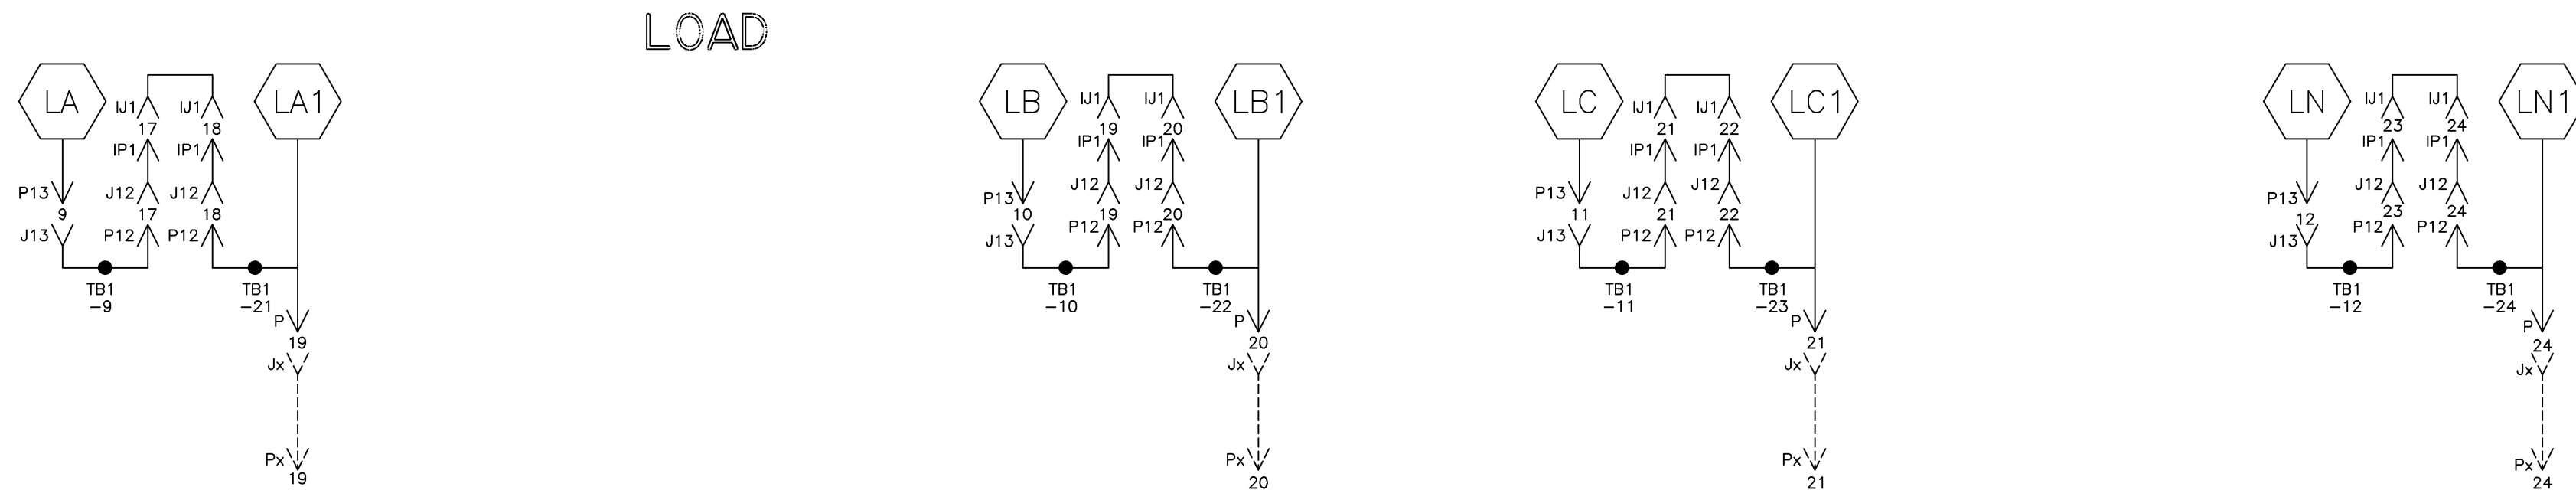 LOAD
LA
IJ1
IJ1
LA1
17
18
IP1
IP1
P13
J12
J12
9
17
18
J13
P12
P12
TB1
-9
TB1
-21
P
19
Jx
Px
19
LB
IJ1
IJ1
LB1
19
20
IP1
IP1
P13
J12
J12
10
19
20
J13
P12
P12
TB1
-10
TB1
-22
P
20
Jx
Px
20
LC
IJ1
IJ1
LC1
21
22
IP1
IP1
P13
J12
J12
11
21
22
J13
P12
P12
TB1
-11
TB1
-23
P
21
Jx
Px
21
LN
IJ1
IJ1
LN1
23
24
IP1
IP1
P13
J12
J12
12
23
24
J13
P12
P12
TB1
-12
TB1
-24
P
24
Jx
Px
24